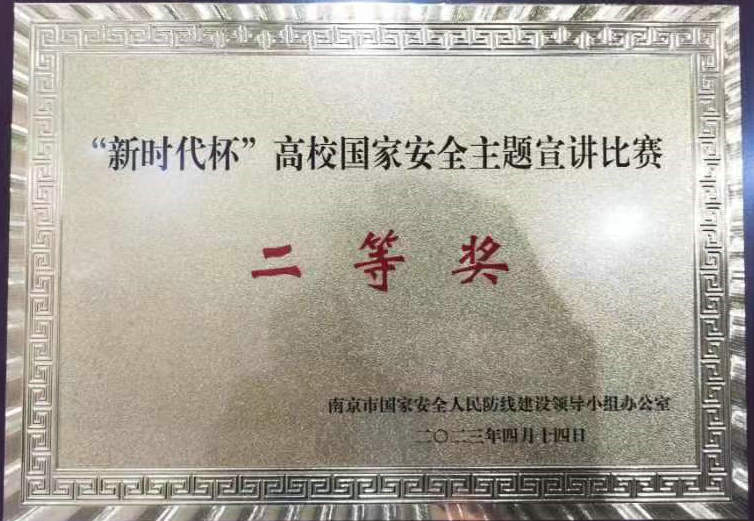 “新时代杯”高校国家安全主题宣讲比赛
二等奖
南京市国家安全人民防线建设领导小组办公室
二〇二三年四月十四日